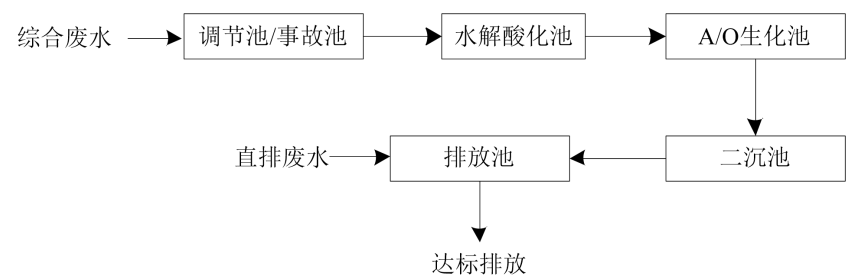 综合废水
调节池/事故池
水解酸化池
A/O生化池
直排废水
排放池
二沉池
达标排放